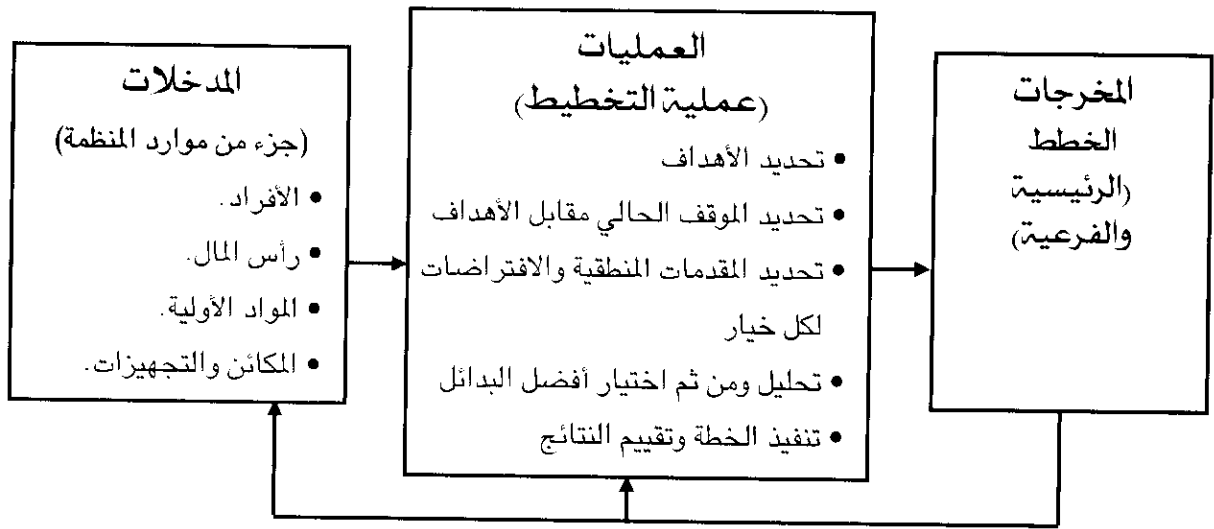 المدخلات
(جزء من موارد المنظمة)
• الأفراد.
• رأس المال.
• المواد الأولية.
• المكائن والتجهيزات.
العمليات
(عملية التخطيط)
• تحديد الأهداف
• تحديد الموقف الحالي مقابل الأهداف
• تحديد المقدمات المنطقية والافتراضات
لكل خيار
• تحليل ومن ثم اختيار أفضل البدائل
• تنفيذ الخطة وتقييم النتائج
المخرجات
الخطط
(الرئيسية
والفرعية)